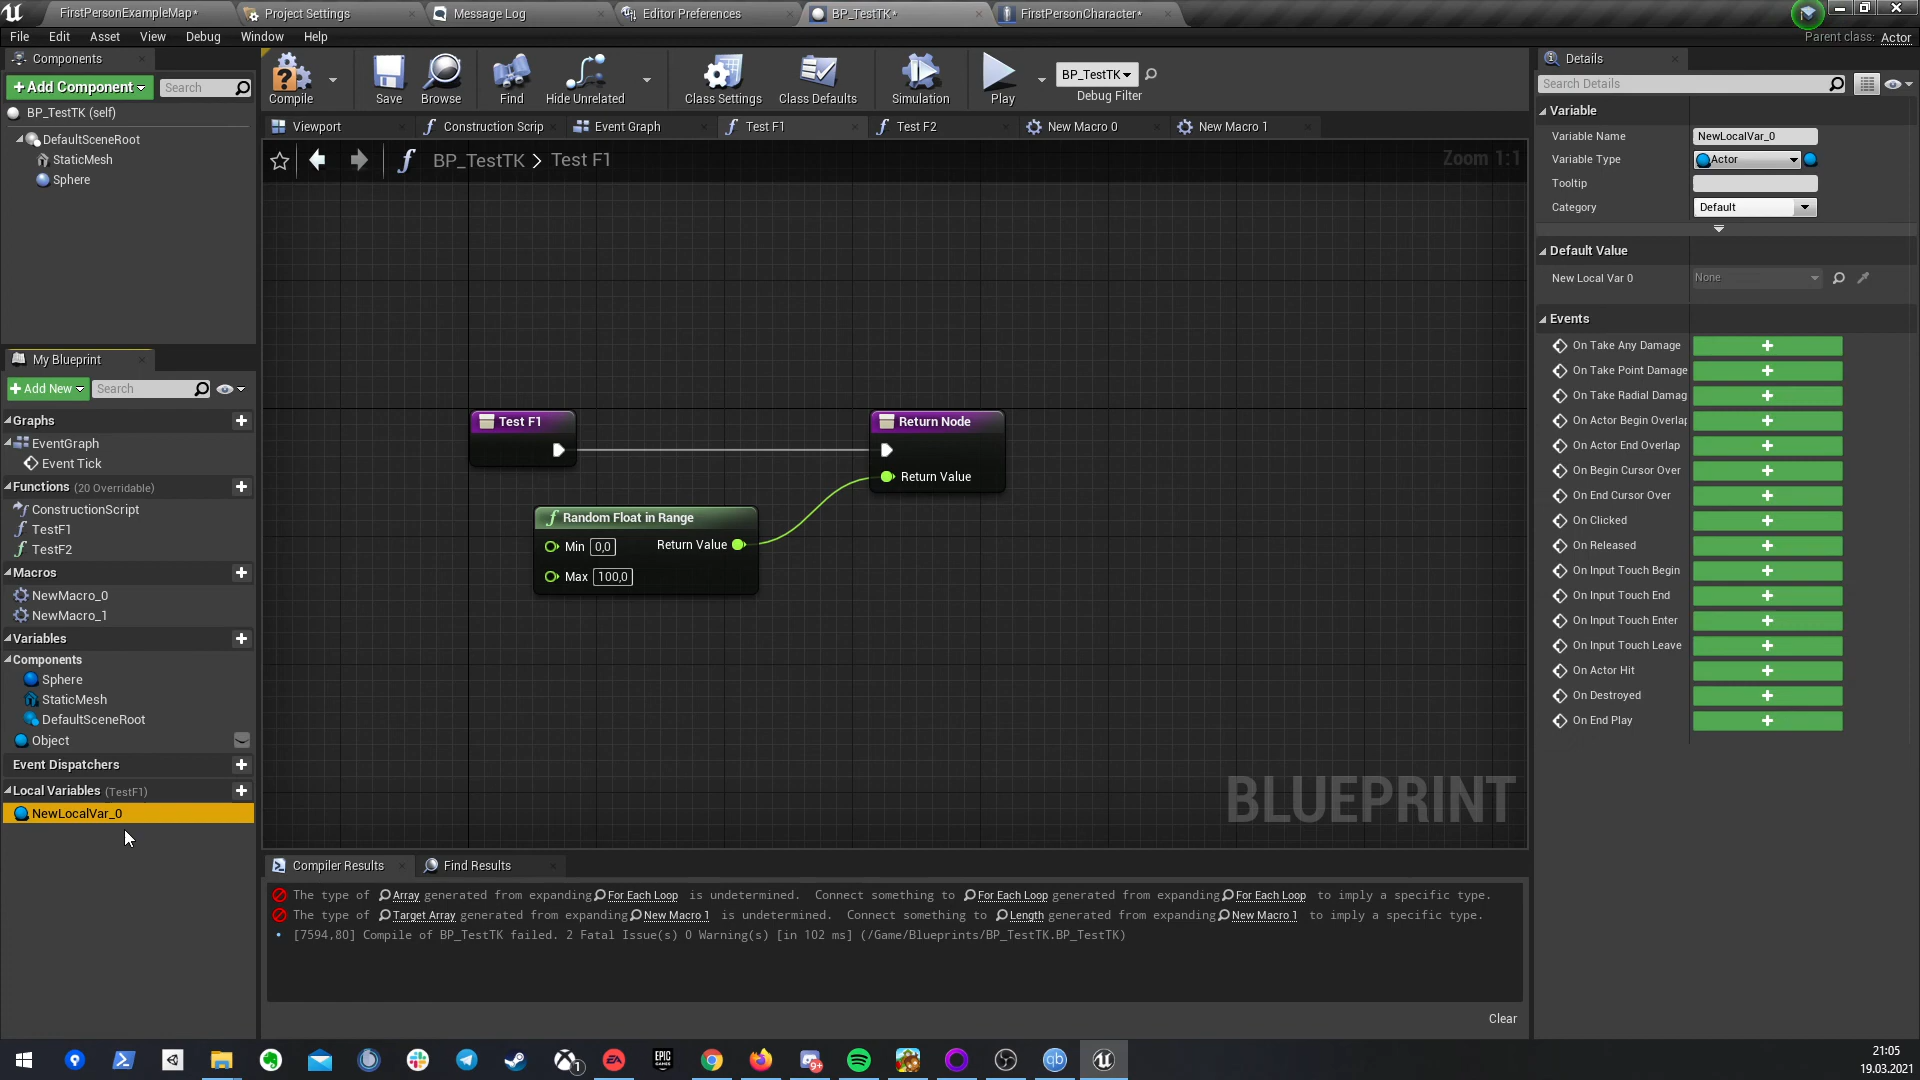 FirstPersonExampleMap*
Project Settings
Message Log
Editor Preferences
BP_TestTK*
FirstPersonCharacter*
File Edit Asset View Debug Window Help
Parent class: Actor
Components
+Add Component
Search
BP_TestTK (self)
DefaultSceneRoot
StaticMesh
Sphere
Compile
Save
Browse
Find
Hide Unrelated
Class Settings
Class Defaults
Simulation
Play
BP_TestTK
Debug Filter
Viewport
Construction Scrip
Event Graph
Test F1
Test F2
New Macro 0
New Macro 1
BP_TestTK > Test F1
Zoom 1:1
Test F1
Return Node
Return Value
Random Float in Range
Min 0,0
Return Value
Max 100,0
BLUEPRINT
My Blueprint
+Add New
Search
Graphs
EventGraph
Event Tick
Functions (20 Overridable)
ConstructionScript
TestF1
TestF2
Macros
NewMacro_0
NewMacro_1
Variables
Components
Sphere
StaticMesh
DefaultSceneRoot
Object
Event Dispatchers
Local Variables (TestF1)
NewLocalVar_0
Compiler Results
Find Results
The type of Array generated from expanding For Each Loop is undetermined. Connect something to For Each Loop generated from expanding For Each Loop to imply a specific type.
The type of Target Array generated from expanding New Macro 1 is undetermined. Connect something to Length generated from expanding New Macro 1 to imply a specific type.
[7594,80] Compile of BP_TestTK failed. 2 Fatal Issue(s) 0 Warning(s) [in 102 ms] (/Game/Blueprints/BP_TestTK.BP_TestTK)
Clear
Details
Search Details
Variable
Variable Name NewLocalVar_0
Variable Type Actor
Tooltip
Category Default
Default Value
New Local Var 0 None
Events
On Take Any Damage
On Take Point Damage
On Take Radial Damag
On Actor Begin Overlap
On Actor End Overlap
On Begin Cursor Over
On End Cursor Over
On Clicked
On Released
On Input Touch Begin
On Input Touch End
On Input Touch Enter
On Input Touch Leave
On Actor Hit
On Destroyed
On End Play
EPIC GAMES
EA
qb
1
9+
21:05
19.03.2021